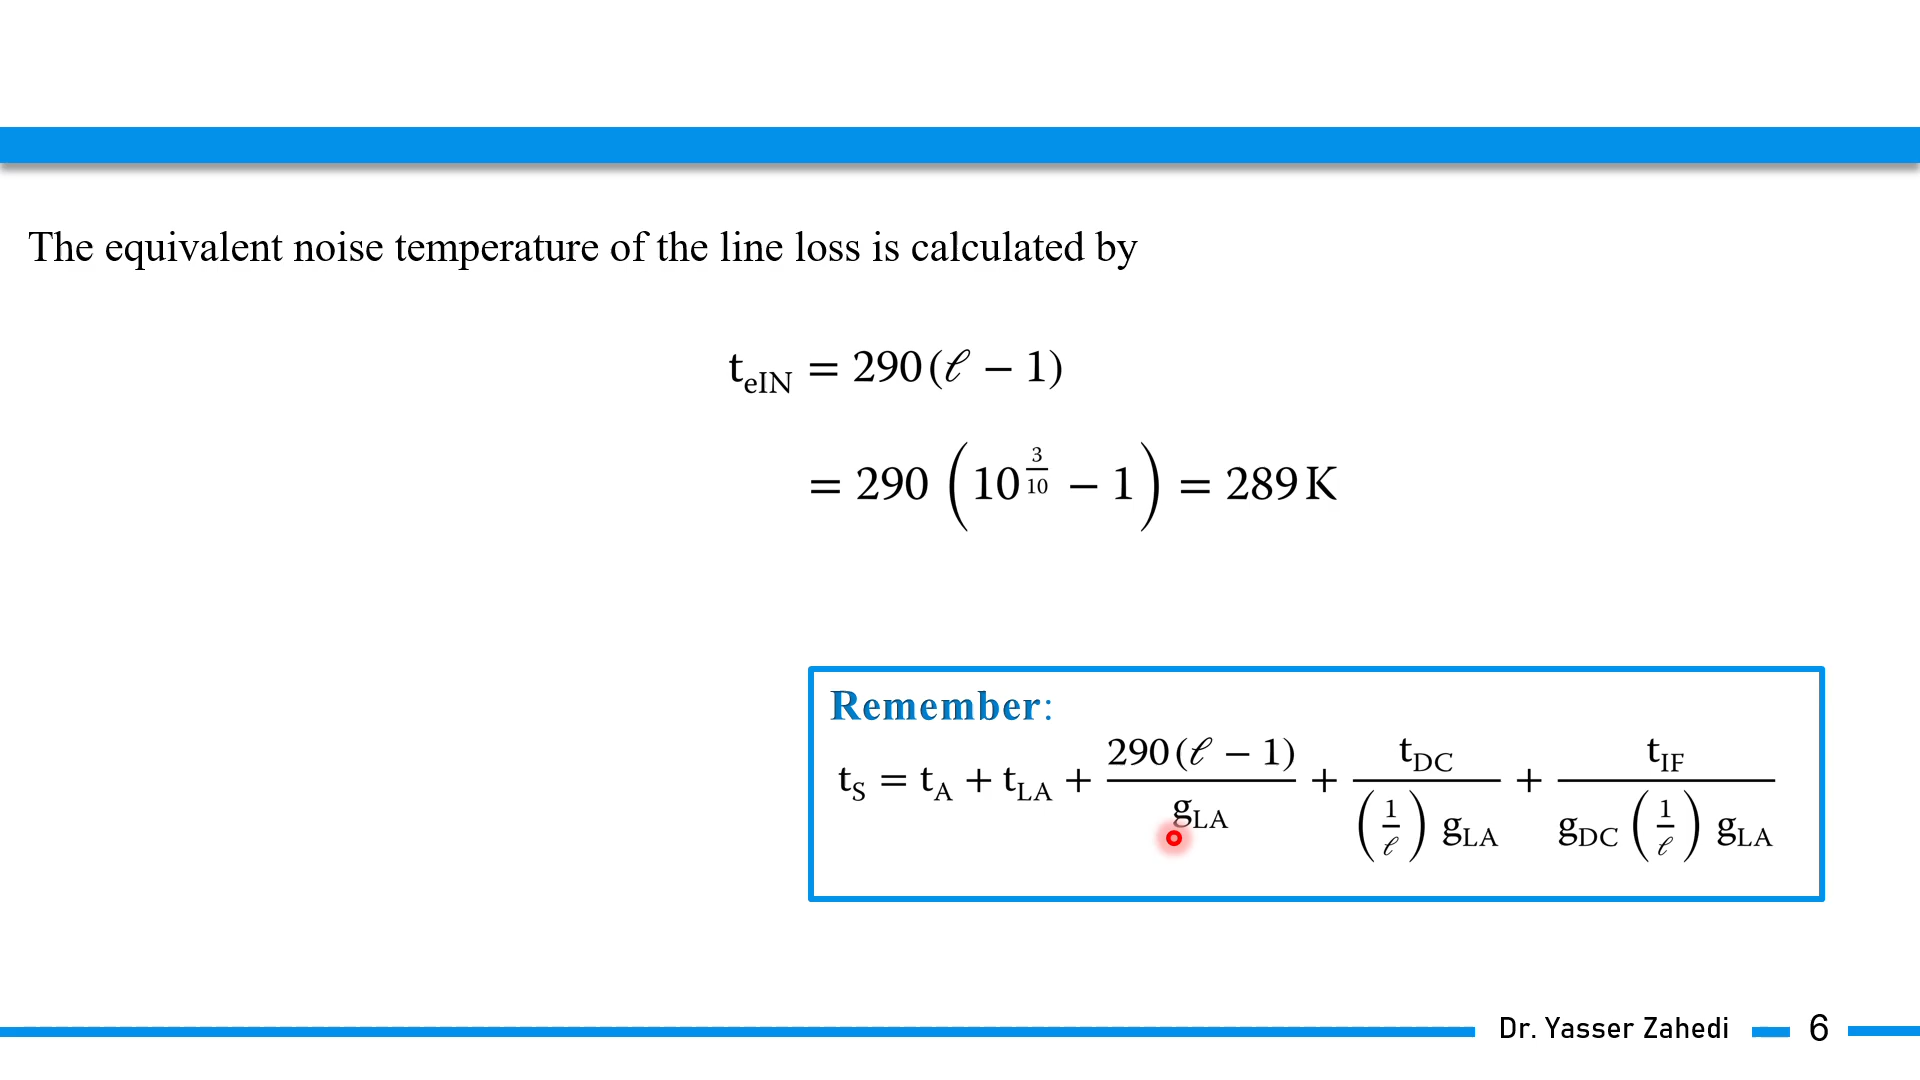 The equivalent noise temperature of the line loss is calculated by
t_eIN = 290 (ℓ − 1)
= 290 (10^(3/10) − 1) = 289 K
Remember:
t_S = t_A + t_LA + 290 (ℓ − 1)/g_LA + t_DC/((1/ℓ) g_LA) + t_IF/(g_DC (1/ℓ) g_LA)
Dr. Yasser Zahedi 6